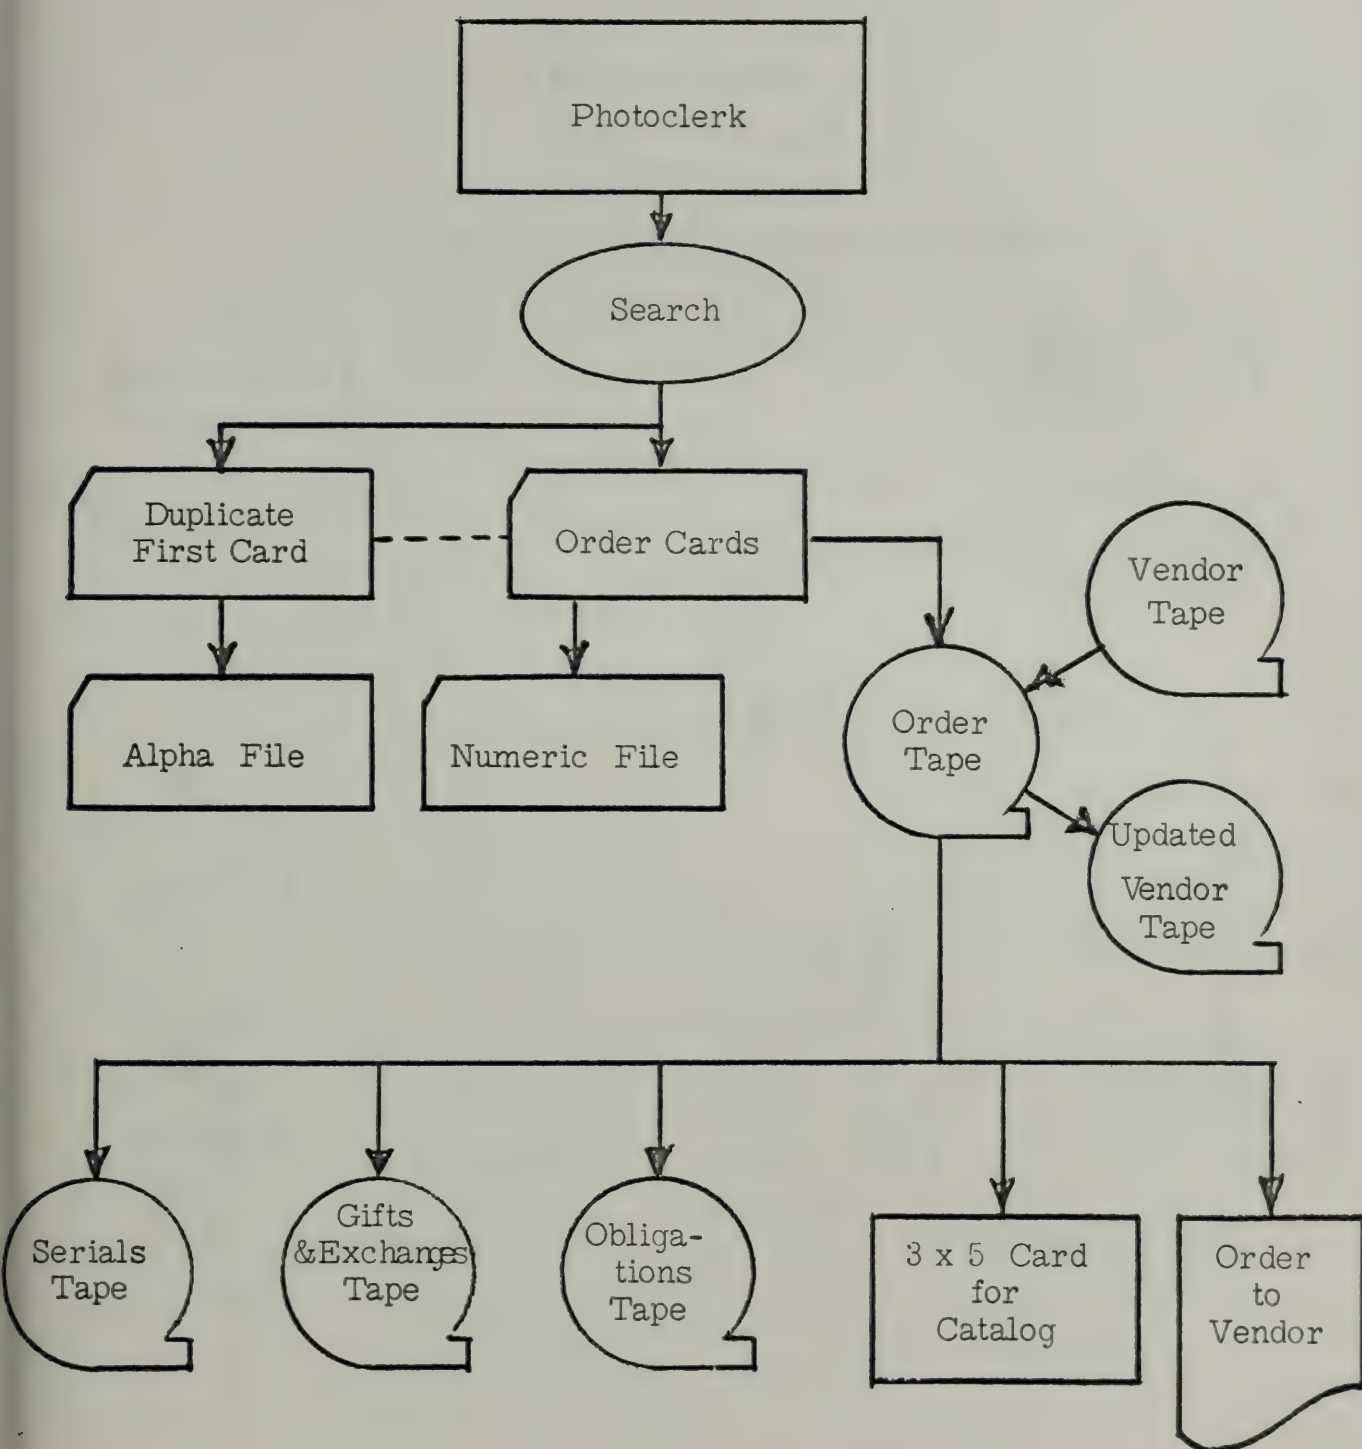 Photoclerk
Search
Duplicate
First Card
Order Cards
Vendor
Tape
Alpha File
Numeric File
Order
Tape
Updated
Vendor
Tape
Serials
Tape
Gifts
&Exchanges
Tape
Obliga-
tions
Tape
3 x 5 Card
for
Catalog
Order
to
Vendor